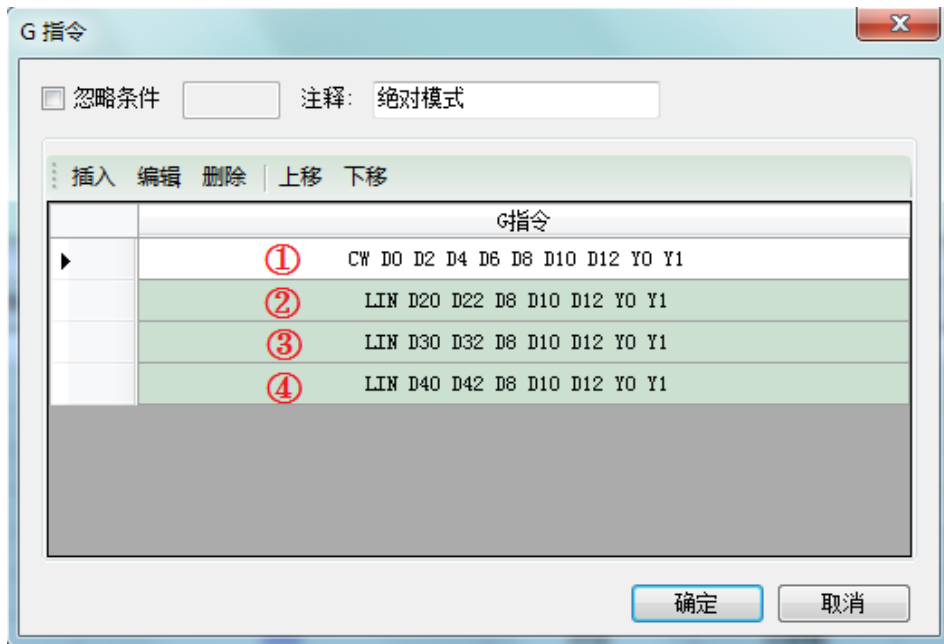 G 指令
忽略条件 注释: 绝对模式
插入 编辑 删除 上移 下移
G指令
① CW D0 D2 D4 D6 D8 D10 D12 Y0 Y1
② LIN D20 D22 D8 D10 D12 Y0 Y1
③ LIN D30 D32 D8 D10 D12 Y0 Y1
④ LIN D40 D42 D8 D10 D12 Y0 Y1
确定 取消